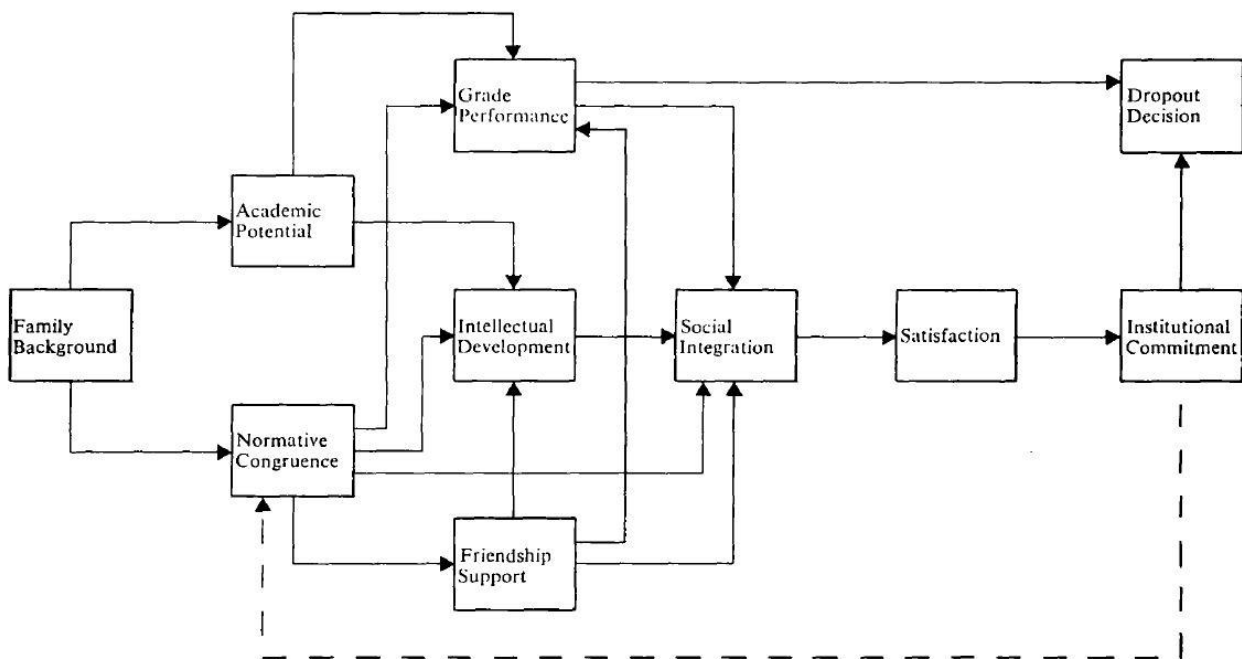 Grade
Performance
Dropout
Decision
Academic
Potential
Family
Background
Intellectual
Development
Social
Integration
Satisfaction
Institutional
Commitment
Normative
Congruence
Friendship
Support